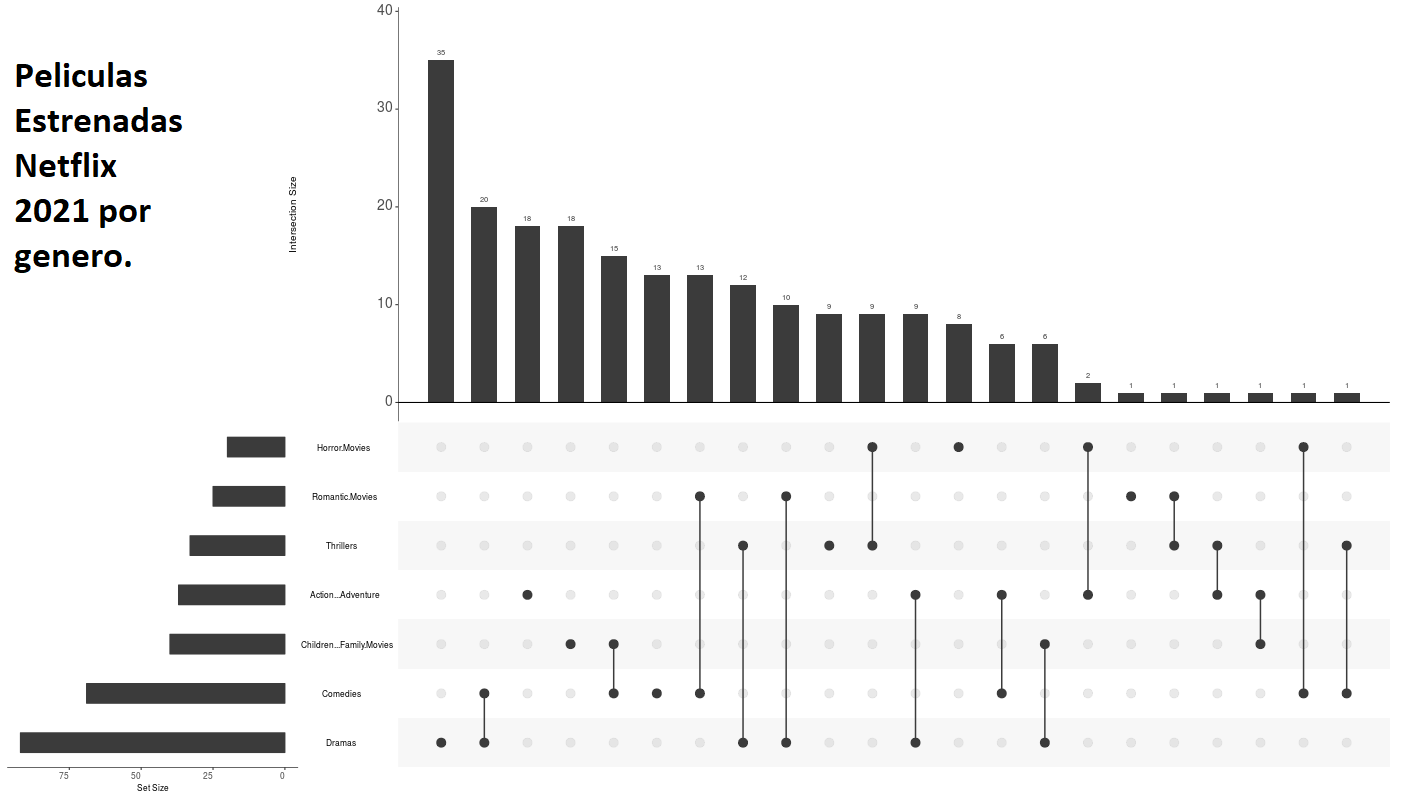 Peliculas
Estrenadas
Netflix
2021 por
genero.
40
30
20
10
0
Intersection Size
35
20
18
18
15
13
13
12
10
9
9
9
8
6
6
2
1
1
1
1
1
1
Horror.Movies
Romantic.Movies
Thrillers
Action...Adventure
Children...Family.Movies
Comedies
Dramas
75 50 25 0
Set Size